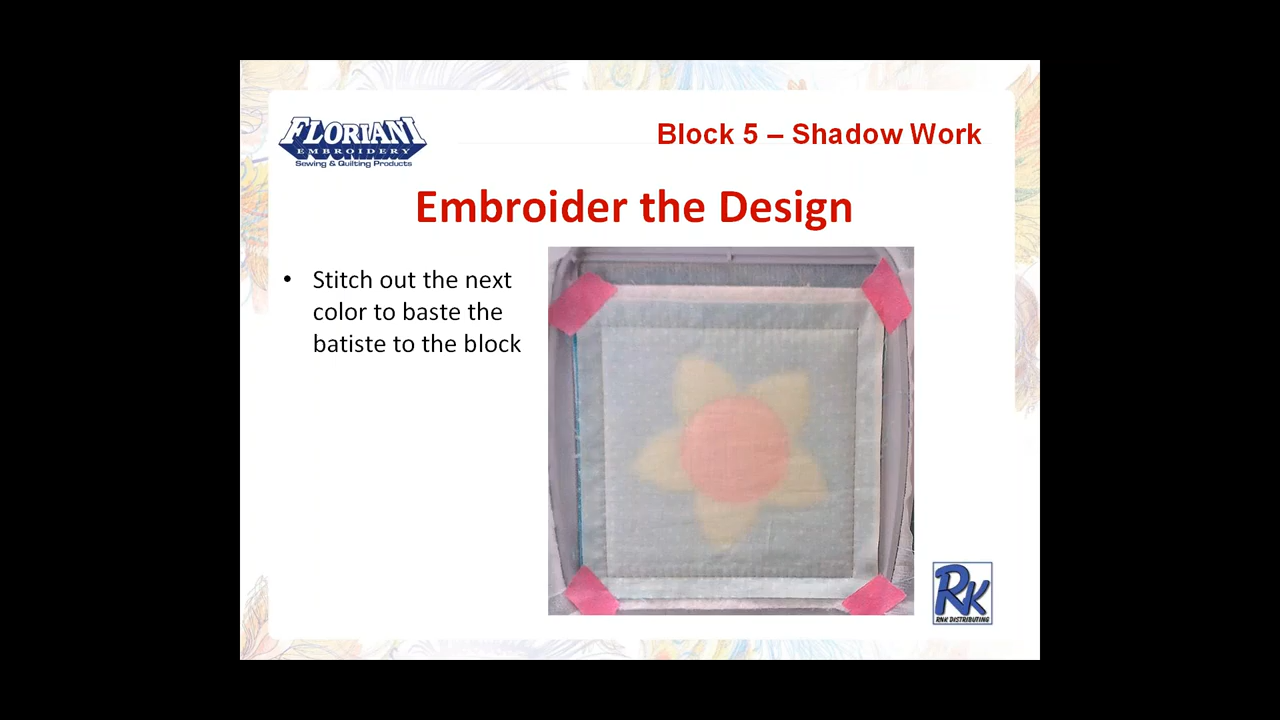 FLORIANI
EMBROIDERY
Sewing & Quilting Products
Block 5 – Shadow Work
Embroider the Design
• Stitch out the next
color to baste the
batiste to the block
RK
RNK DISTRIBUTING